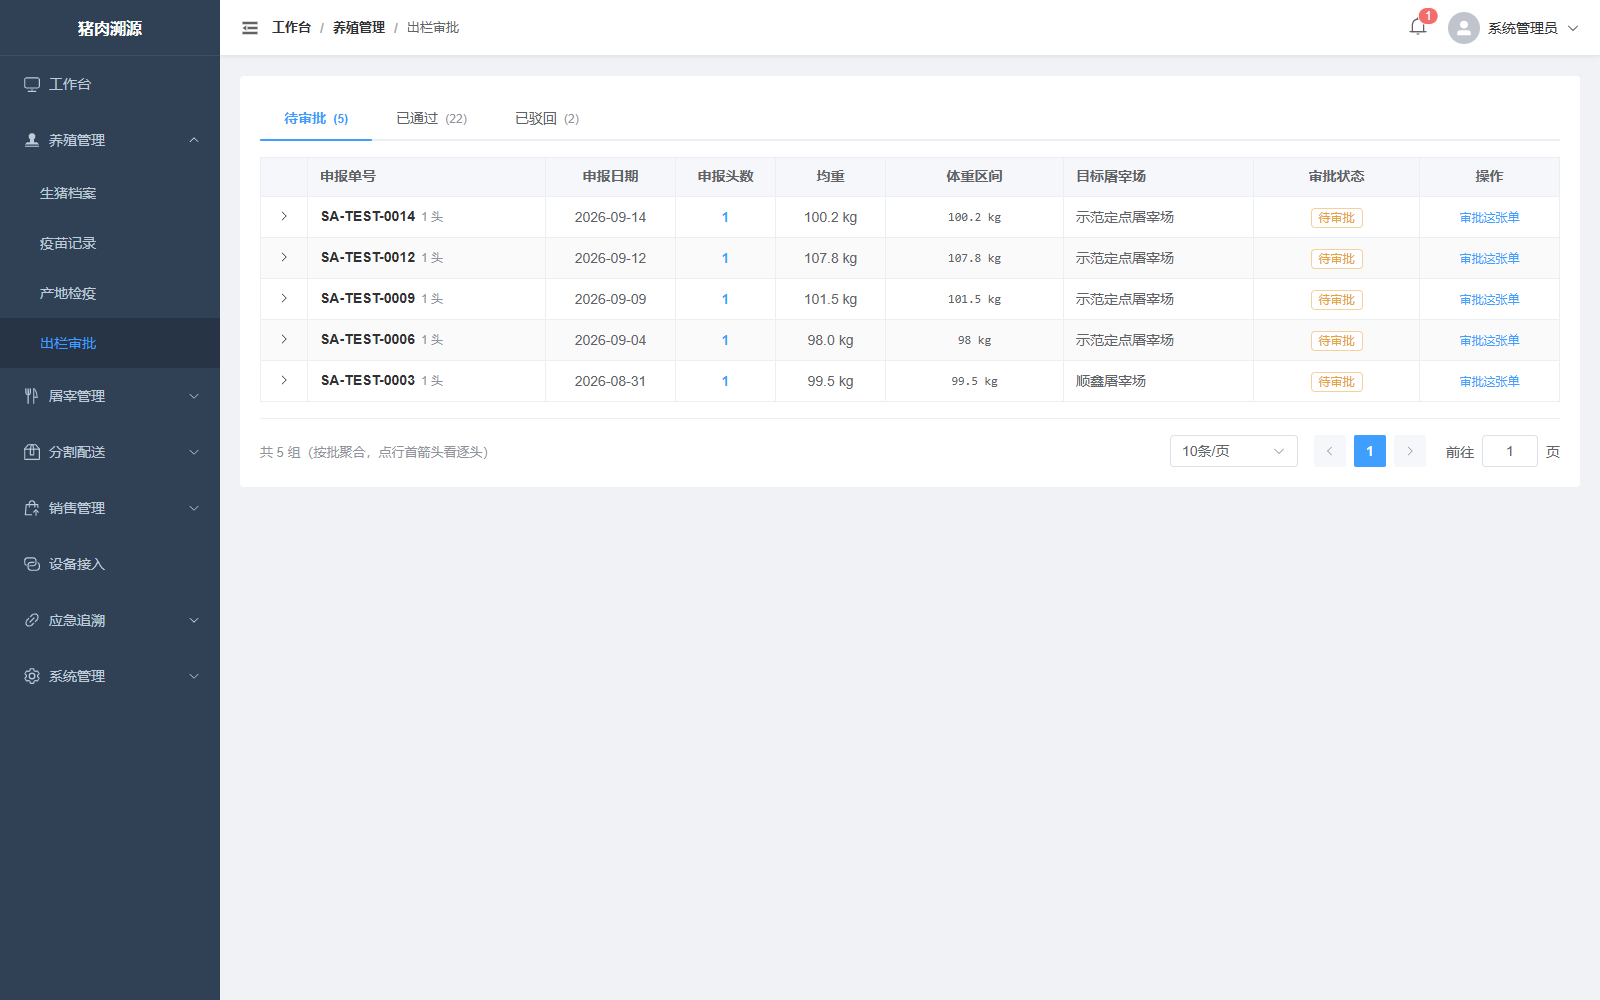 猪肉溯源
工作台 / 养殖管理 / 出栏审批
1
系统管理员
工作台
养殖管理
生猪档案
疫苗记录
产地检疫
出栏审批
屠宰管理
分割配送
销售管理
设备接入
应急追溯
系统管理
待审批 (5) 已通过 (22) 已驳回 (2)
申报单号 申报日期 申报头数 均重 体重区间 目标屠宰场 审批状态 操作
SA-TEST-0014 1 头 2026-09-14 1 100.2 kg 100.2 kg 示范定点屠宰场 待审批 审批这张单
SA-TEST-0012 1 头 2026-09-12 1 107.8 kg 107.8 kg 示范定点屠宰场 待审批 审批这张单
SA-TEST-0009 1 头 2026-09-09 1 101.5 kg 101.5 kg 示范定点屠宰场 待审批 审批这张单
SA-TEST-0006 1 头 2026-09-04 1 98.0 kg 98 kg 示范定点屠宰场 待审批 审批这张单
SA-TEST-0003 1 头 2026-08-31 1 99.5 kg 99.5 kg 顺鑫屠宰场 待审批 审批这张单
共 5 组（按批聚合，点行首箭头看逐头） 10条/页 1 前往 1 页